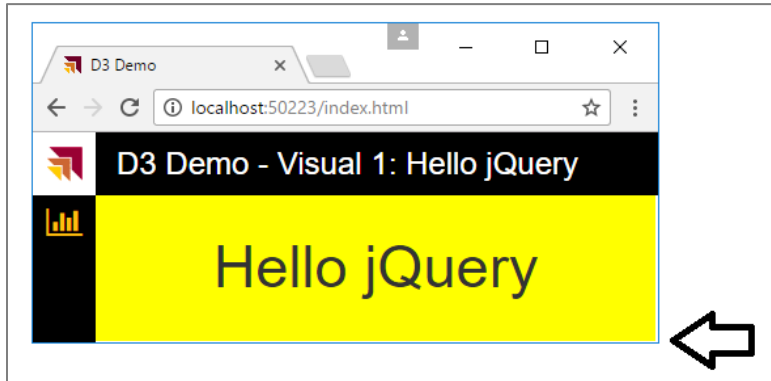 D3 Demo
localhost:50223/index.html
D3 Demo - Visual 1: Hello jQuery
Hello jQuery